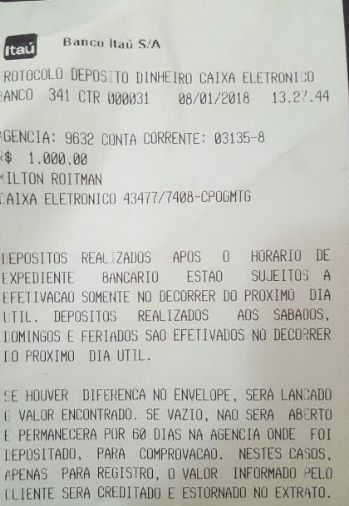 Itaú Banco Itaú S/A
ROTOCOLO DEPOSITO DINHEIRO CAIXA ELETRONICO
ANCO 341 CTR 000031 08/01/2018 13.27.44
AGENCIA: 9632 CONTA CORRENTE: 03135-8
R$ 1.000,00
MILTON ROITMAN
CAIXA ELETRONICO 43477/7408-CPOGMTG
DEPOSITOS REALIZADOS APOS O HORARIO DE
EXPEDIENTE BANCARIO ESTAO SUJEITOS A
EFETIVACAO SOMENTE NO DECORRER DO PROXIMO DIA
UTIL. DEPOSITOS REALIZADOS AOS SABADOS,
DOMINGOS E FERIADOS SAO EFETIVADOS NO DECORRER
DO PROXIMO DIA UTIL.
SE HOUVER DIFERENCA NO ENVELOPE, SERA LANCADO
O VALOR ENCONTRADO. SE VAZIO, NAO SERA ABERTO
E PERMANECERA POR 60 DIAS NA AGENCIA ONDE FOI
DEPOSITADO, PARA COMPROVACAO. NESTES CASOS,
APENAS PARA REGISTRO, O VALOR INFORMADO PELO
CLIENTE SERA CREDITADO E ESTORNADO NO EXTRATO.